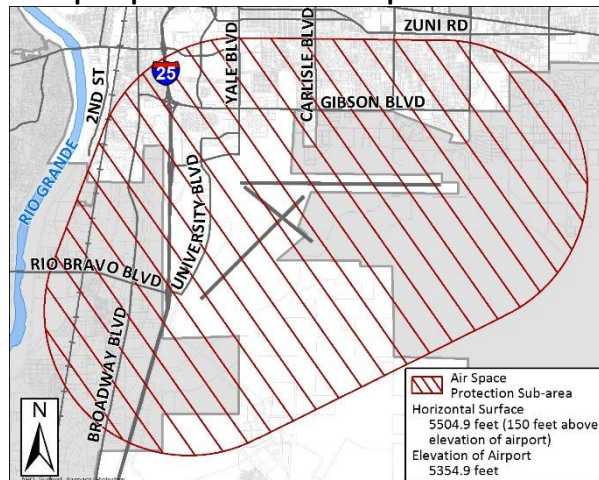 ZUNI RD
25
2ND ST
YALE BLVD
CARLISLE BLVD
GIBSON BLVD
RIO GRANDE
UNIVERSITY BLVD
RIO BRAVO BLVD
BROADWAY BLVD
N
Air Space
Protection Sub-area
Horizontal Surface
5504.9 feet (150 feet above
elevation of airport)
Elevation of Airport
5354.9 feet